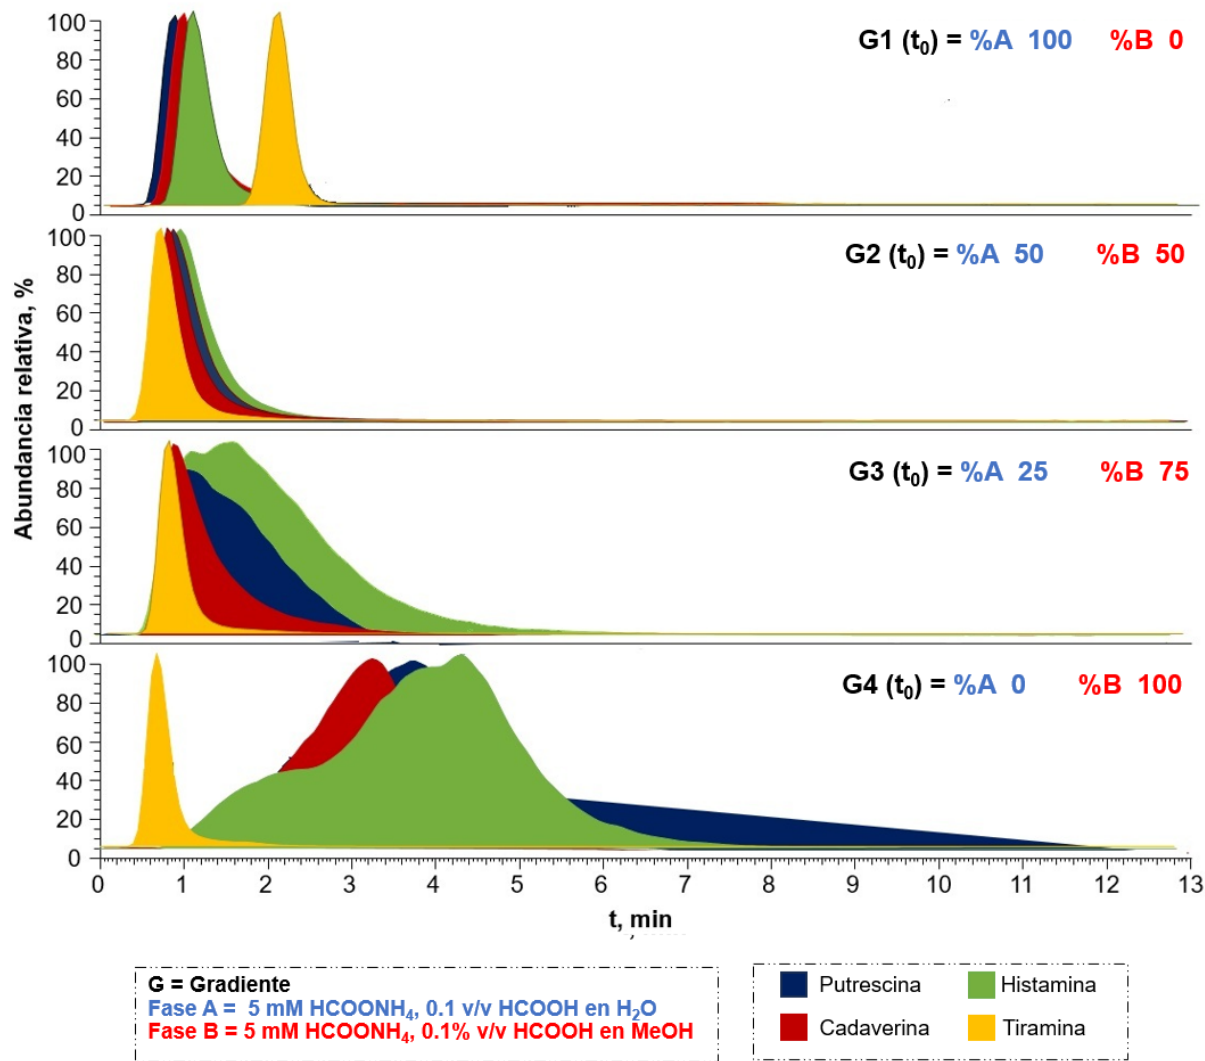 G1 (t0) = %A 100 %B 0
100
80
60
40
20
0
G2 (t0) = %A 50 %B 50
100
80
60
40
20
0
Abundancia relativa, %
G3 (t0) = %A 25 %B 75
100
80
60
40
20
0
G4 (t0) = %A 0 %B 100
100
80
60
40
20
0
0 1 2 3 4 5 6 7 8 9 10 11 12 13
t, min
G = Gradiente
Fase A = 5 mM HCOONH4, 0.1 v/v HCOOH en H2O
Fase B = 5 mM HCOONH4, 0.1% v/v HCOOH en MeOH
Putrescina Histamina
Cadaverina Tiramina